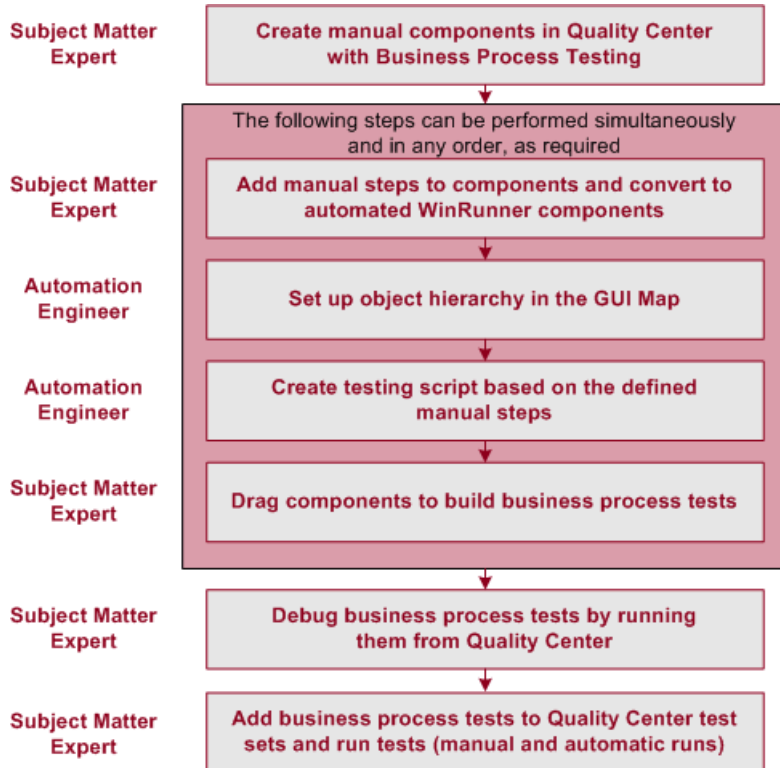 Subject Matter
Expert
Create manual components in Quality Center
with Business Process Testing
The following steps can be performed simultaneously
and in any order, as required
Subject Matter
Expert
Add manual steps to components and convert to
automated WinRunner components
Automation
Engineer
Set up object hierarchy in the GUI Map
Automation
Engineer
Create testing script based on the defined
manual steps
Subject Matter
Expert
Drag components to build business process tests
Subject Matter
Expert
Debug business process tests by running
them from Quality Center
Subject Matter
Expert
Add business process tests to Quality Center test
sets and run tests (manual and automatic runs)